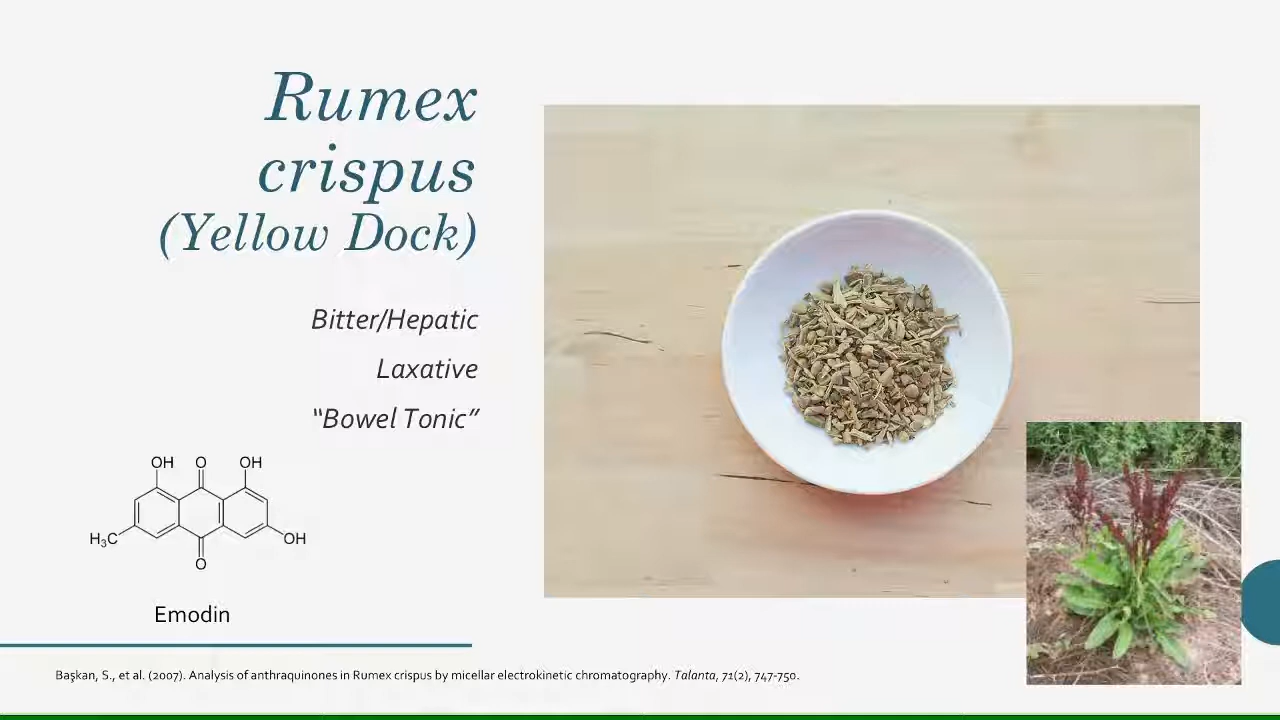 Rumex
crispus
(Yellow Dock)
Bitter/Hepatic
Laxative
“Bowel Tonic”
OH O OH
H₃C OH
O
Emodin
Başkan, S., et al. (2007). Analysis of anthraquinones in Rumex crispus by micellar electrokinetic chromatography. Talanta, 71(2), 747-750.